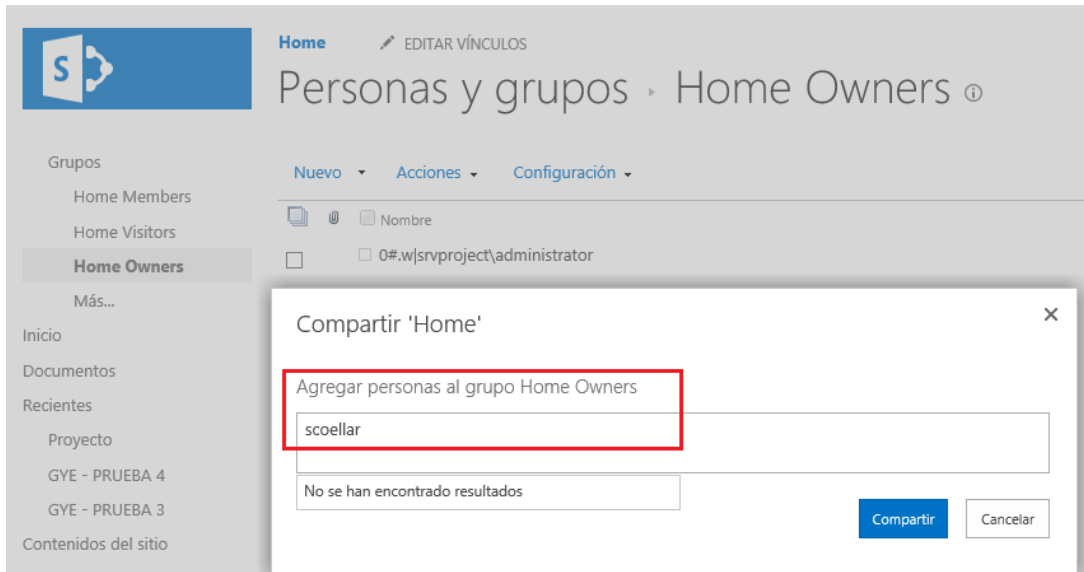 S
Home EDITAR VÍNCULOS
Personas y grupos Home Owners
Grupos
Home Members
Home Visitors
Home Owners
Más...
Inicio
Documentos
Recientes
Proyecto
GYE - PRUEBA 4
GYE - PRUEBA 3
Contenidos del sitio
Nuevo Acciones Configuración
Nombre
0#.w|srvproject\administrator
Compartir 'Home'
Agregar personas al grupo Home Owners
scoellar
No se han encontrado resultados
Compartir Cancelar